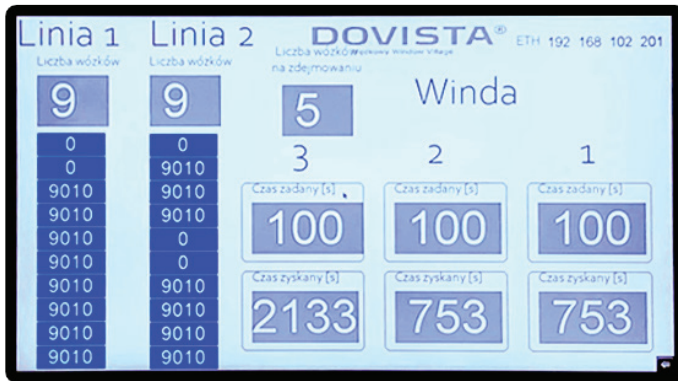 Linia 1
Liczba wózków
9
0
0
9010
9010
9010
9010
9010
9010
9010
9010
Linia 2
Liczba wózków
9
0
9010
9010
9010
0
0
9010
9010
9010
9010
DOVISTA®
Wędkowy Window Village
ETH 192 168 102 201
Liczba wózków
na zdejmowaniu
5
Winda
3
Czas zadany [s]
100
Czas zyskany [s]
2133
2
Czas zadany [s]
100
Czas zyskany [s]
753
1
Czas zadany [s]
100
Czas zyskany [s]
753